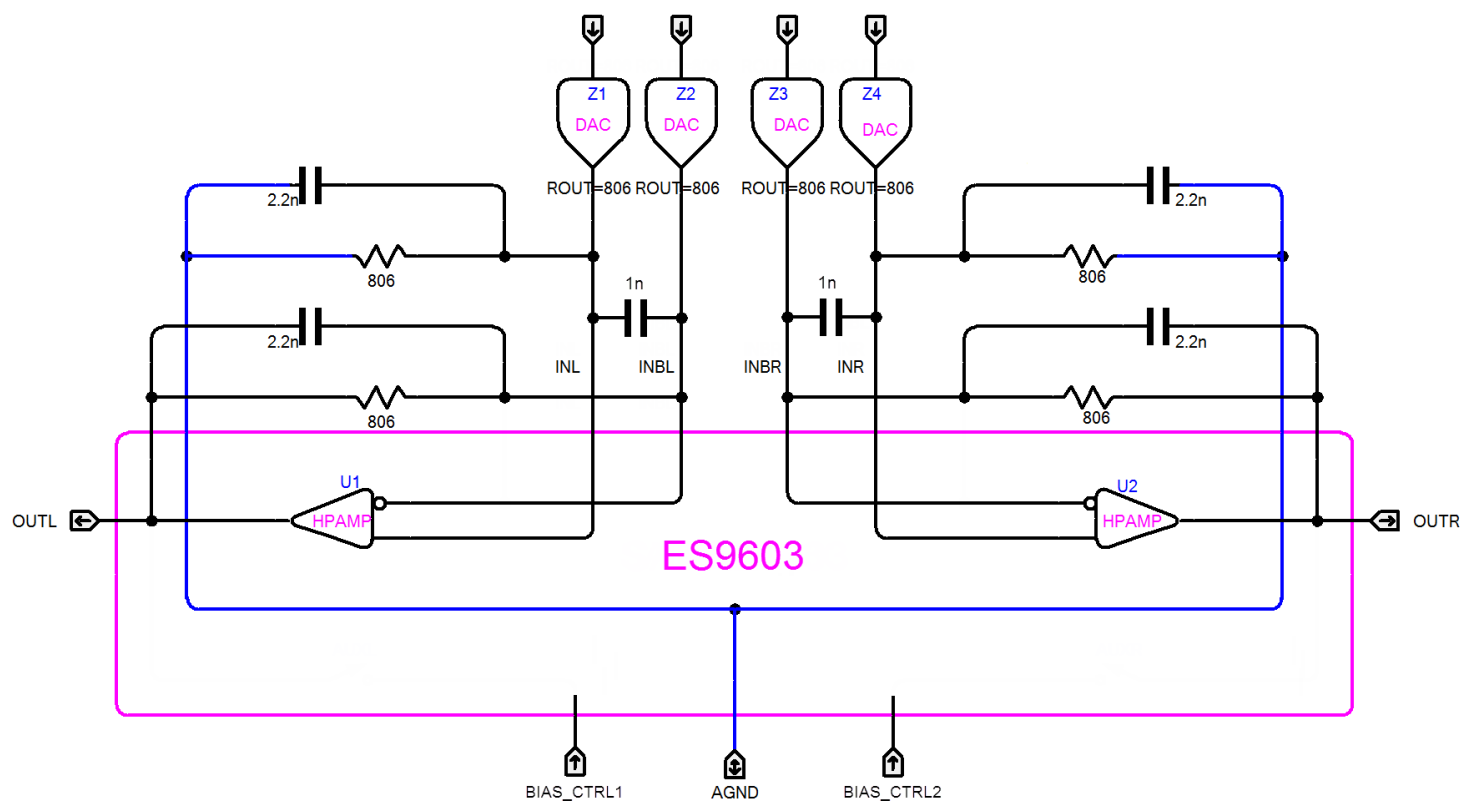 Z1 Z2 Z3 Z4
DAC DAC DAC DAC
ROUT=806 ROUT=806 ROUT=806 ROUT=806
2.2n 2.2n
806 806
1n 1n
2.2n 2.2n
INL INBL INBR INR
806 806
U1 U2
OUTL HPAMP HPAMP OUTR
ES9603
BIAS_CTRL1 AGND BIAS_CTRL2